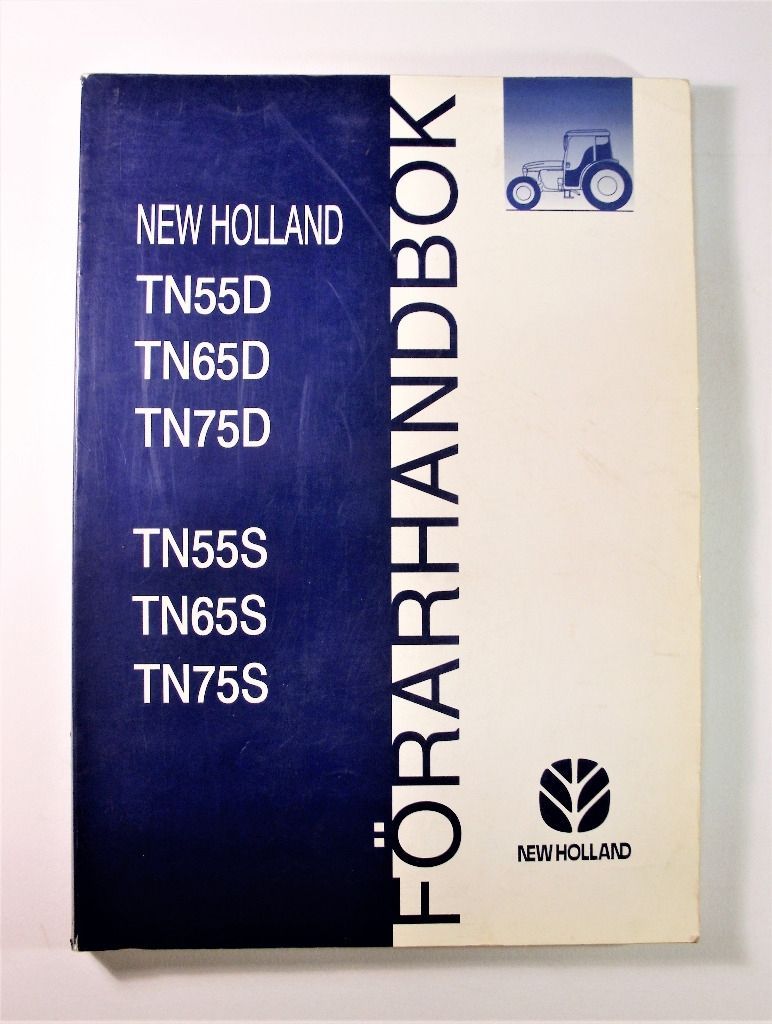 NEW HOLLAND
TN55D
TN65D
TN75D
TN55S
TN65S
TN75S
FÖRARHANDBOK
NEW HOLLAND